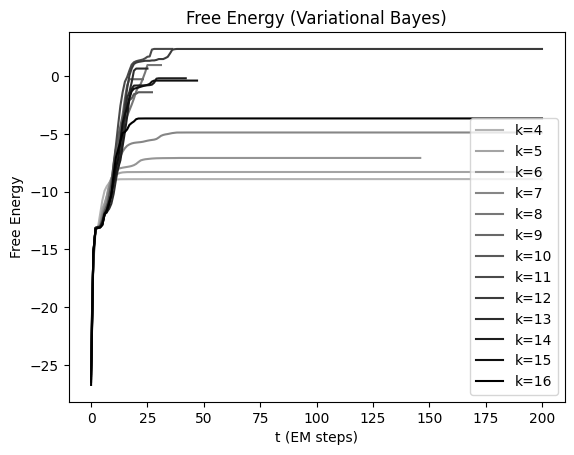 Free Energy (Variational Bayes)
Free Energy
0
−5
−10
−15
−20
−25
k=4
k=5
k=6
k=7
k=8
k=9
k=10
k=11
k=12
k=13
k=14
k=15
k=16
0
25
50
75
100
125
150
175
200
t (EM steps)